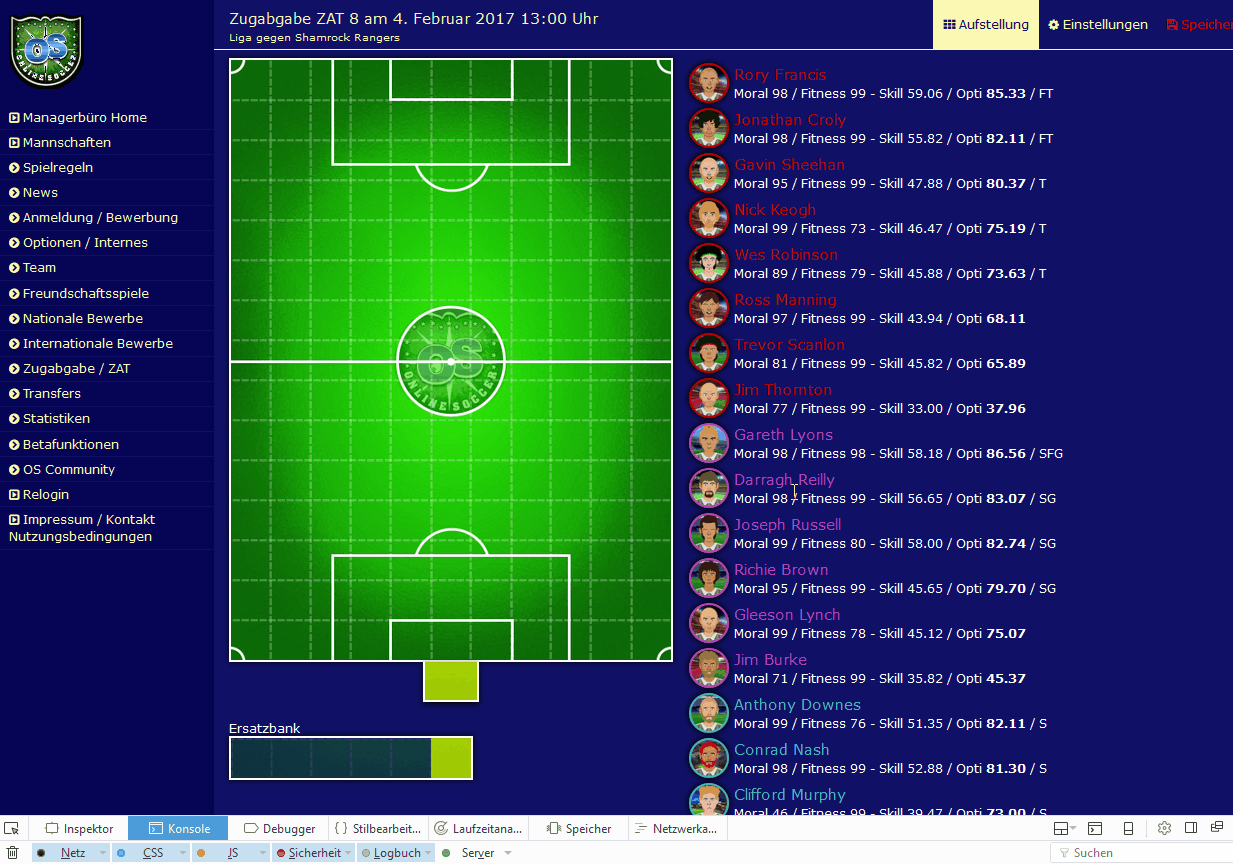 OS
ONLINE SOCCER
Managerbüro Home
Mannschaften
Spielregeln
News
Anmeldung / Bewerbung
Optionen / Internes
Team
Freundschaftsspiele
Nationale Bewerbe
Internationale Bewerbe
Zugabgabe / ZAT
Transfers
Statistiken
Betafunktionen
OS Community
Relogin
Impressum / Kontakt
Nutzungsbedingungen
Zugabgabe ZAT 8 am 4. Februar 2017 13:00 Uhr
Liga gegen Shamrock Rangers
Aufstellung
Einstellungen
Speicher
OS
ONLINE SOCCER
Ersatzbank
Rory Francis
Moral 98 / Fitness 99 - Skill 59.06 / Opti 85.33 / FT
Jonathan Croly
Moral 98 / Fitness 99 - Skill 55.82 / Opti 82.11 / FT
Gavin Sheehan
Moral 95 / Fitness 99 - Skill 47.88 / Opti 80.37 / T
Nick Keogh
Moral 99 / Fitness 73 - Skill 46.47 / Opti 75.19 / T
Wes Robinson
Moral 89 / Fitness 79 - Skill 45.88 / Opti 73.63 / T
Ross Manning
Moral 97 / Fitness 99 - Skill 43.94 / Opti 68.11
Trevor Scanlon
Moral 81 / Fitness 99 - Skill 45.82 / Opti 65.89
Jim Thornton
Moral 77 / Fitness 99 - Skill 33.00 / Opti 37.96
Gareth Lyons
Moral 98 / Fitness 98 - Skill 58.18 / Opti 86.56 / SFG
Darragh Reilly
Moral 98 / Fitness 99 - Skill 56.65 / Opti 83.07 / SG
Joseph Russell
Moral 99 / Fitness 80 - Skill 58.00 / Opti 82.74 / SG
Richie Brown
Moral 95 / Fitness 99 - Skill 45.65 / Opti 79.70 / SG
Gleeson Lynch
Moral 99 / Fitness 78 - Skill 45.12 / Opti 75.07
Jim Burke
Moral 71 / Fitness 99 - Skill 35.82 / Opti 45.37
Anthony Downes
Moral 99 / Fitness 76 - Skill 51.35 / Opti 82.11 / S
Conrad Nash
Moral 98 / Fitness 99 - Skill 52.88 / Opti 81.30 / S
Clifford Murphy
Moral 46 / Fitness 99 - Skill 39.47 / Opti 73.00 / S
Inspektor
Konsole
Debugger
Stilbearbeit...
Laufzeitana...
Speicher
Netzwerka...
Netz
CSS
JS
Sicherheit
Logbuch
Server
Suchen